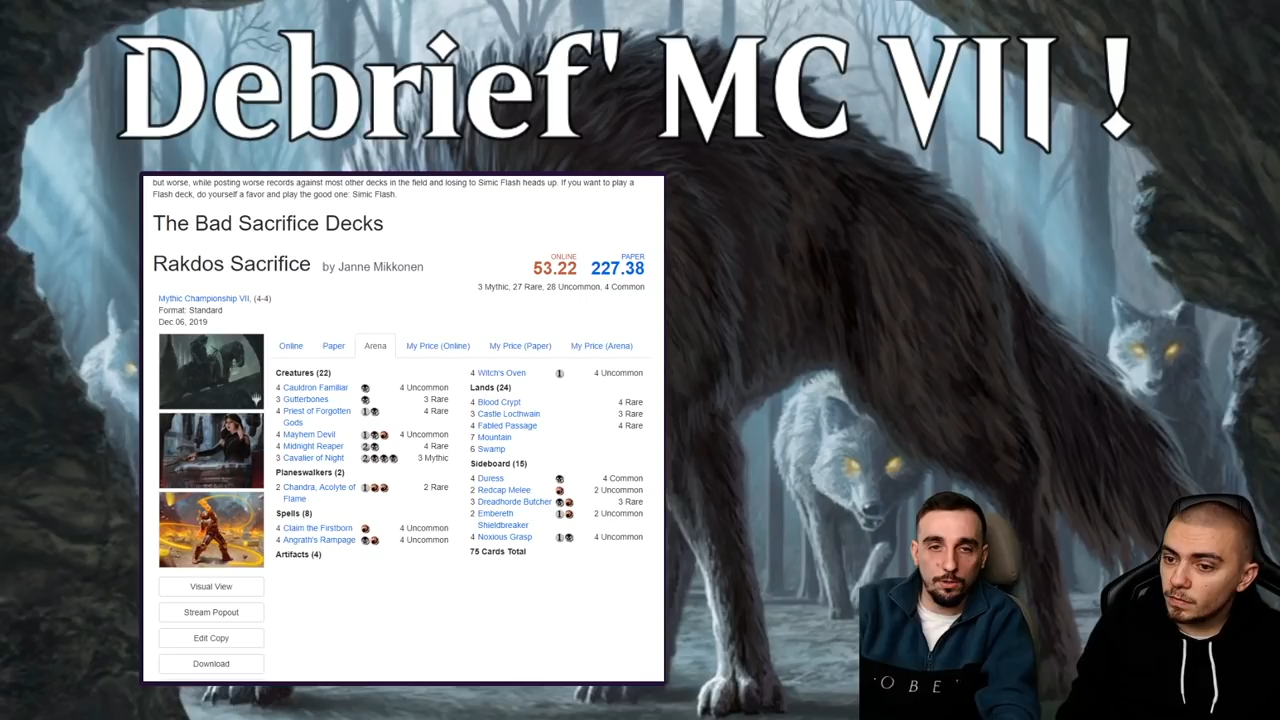 Debrief' MC VII !
but worse, while posting worse records against most other decks in the field and losing to Simic Flash heads up. If you want to play a
Flash deck, do yourself a favor and play the good one: Simic Flash.
The Bad Sacrifice Decks
Rakdos Sacrifice by Janne Mikkonen
ONLINE PAPER
53.22 227.38
3 Mythic, 27 Rare, 28 Uncommon, 4 Common
Mythic Championship VII, (4-4)
Format: Standard
Dec 06, 2019
Online Paper Arena My Price (Online) My Price (Paper) My Price (Arena)
Creatures (22)
4 Cauldron Familiar 4 Uncommon
3 Gutterbones 3 Rare
4 Priest of Forgotten 1 4 Rare
Gods
4 Mayhem Devil 1 4 Uncommon
4 Midnight Reaper 2 4 Rare
3 Cavalier of Night 2 3 Mythic
Planeswalkers (2)
2 Chandra, Acolyte of 1 2 Rare
Flame
Spells (8)
4 Claim the Firstborn 4 Uncommon
4 Angrath's Rampage 4 Uncommon
Artifacts (4)
4 Witch's Oven 1 4 Uncommon
Lands (24)
4 Blood Crypt 4 Rare
3 Castle Locthwain 3 Rare
4 Fabled Passage 4 Rare
7 Mountain
6 Swamp
Sideboard (15)
4 Duress 4 Common
2 Redcap Melee 2 Uncommon
3 Dreadhorde Butcher 3 Rare
2 Embereth 1 2 Uncommon
Shieldbreaker
4 Noxious Grasp 1 4 Uncommon
75 Cards Total
Visual View
Stream Popout
Edit Copy
Download
OBE